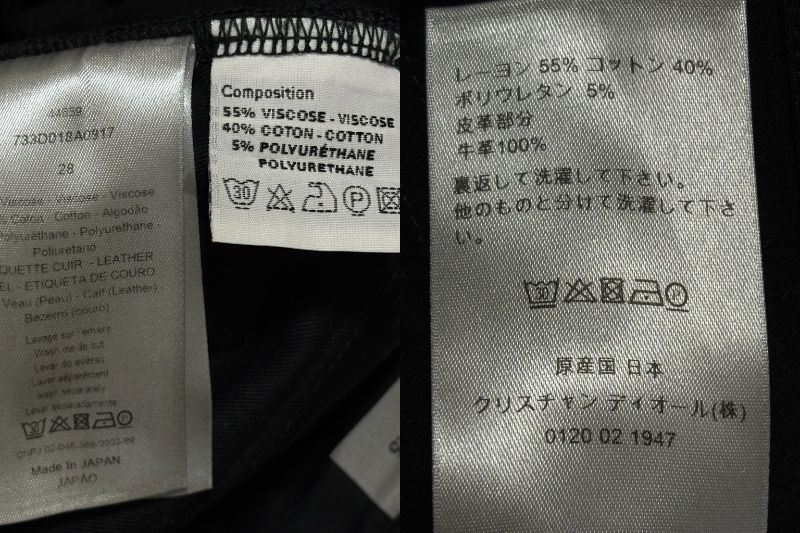 44559
733D018A0917
28
Viscose - Viscose - Viscose
Coton - Cotton - Algodão
Polyuréthane - Polyurethane -
Poliuretano
QUETTE CUIR - LEATHER
EL - ETIQUETA DE COURO
Veau (Peau) - Calf (Leather) -
Bezerro (couro)
Lavage sur l'envers
Wash inside out
Lavar do avesso
Laver séparément
wash separately
Lavar separadamente
30
Made In JAPAN
JAPÃO
Composition
55% VISCOSE - VISCOSE
40% COTON - COTTON
5% POLYURÉTHANE
POLYURETHANE
30 P
レーヨン 55% コットン 40%
ポリウレタン 5%
皮革部分
牛革100%
裏返して洗濯して下さい。
他のものと分けて洗濯して下さ
い。
30 P
原産国 日本
クリスチャン ディオール(株)
0120 02 1947